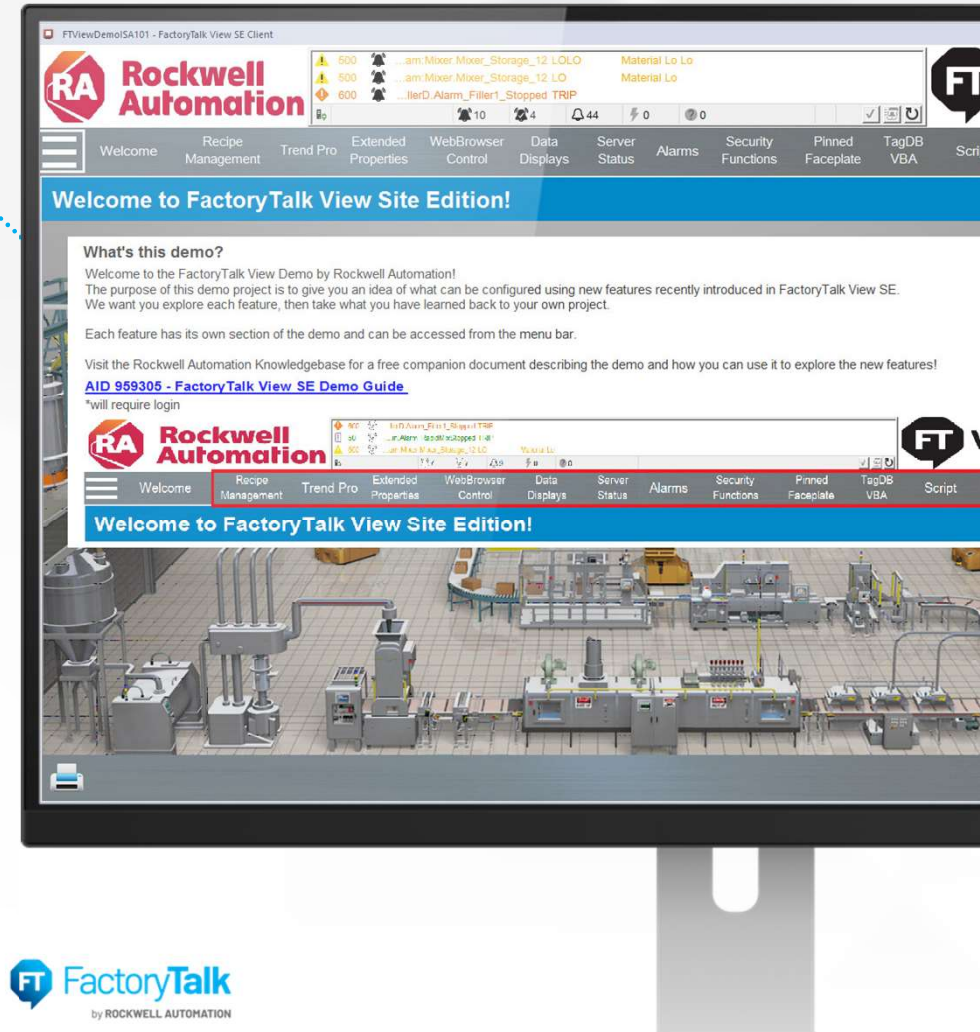 FTViewDemoISA101 - FactoryTalk View SE Client
RA Rockwell Automation
600 ...am:Mixer.Mixer_Storage_12 LOLO Material Lo Lo
600 ...am:Mixer.Mixer_Storage_12 LO Material Lo
600 ...llerD.Alarm_Filler1_Stopped TRIP
10 4 44 0 0
FT
Welcome Recipe Management Trend Pro Extended Properties WebBrowser Control Data Displays Server Status Alarms Security Functions Pinned Faceplate TagDB VBA Scri
Welcome to FactoryTalk View Site Edition!
What's this demo?
Welcome to the FactoryTalk View Demo by Rockwell Automation!
The purpose of this demo project is to give you an idea of what can be configured using new features recently introduced in FactoryTalk View SE.
We want you explore each feature, then take what you have learned back to your own project.
Each feature has its own section of the demo and can be accessed from the menu bar.
Visit the Rockwell Automation Knowledgebase for a free companion document describing the demo and how you can use it to explore the new features!
AID 959305 - FactoryTalk View SE Demo Guide
*will require login
RA Rockwell Automation
FT V
Welcome Recipe Management Trend Pro Extended Properties WebBrowser Control Data Displays Server Status Alarms Security Functions Pinned Faceplate TagDB VBA Script
Welcome to FactoryTalk View Site Edition!
FT FactoryTalk
by ROCKWELL AUTOMATION